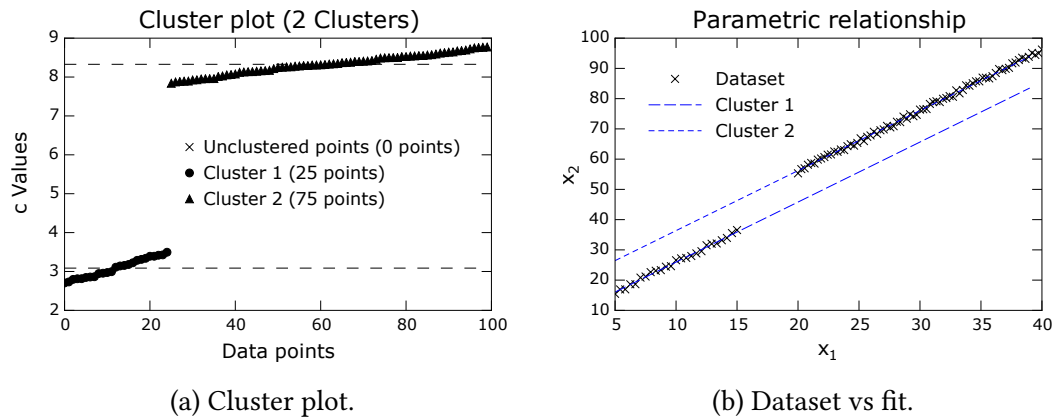 Cluster plot (2 Clusters)
9
8
7
6
5
4
3
2
c Values
× Unclustered points (0 points)
Cluster 1 (25 points)
Cluster 2 (75 points)
0 20 40 60 80 100
Data points
(a) Cluster plot.
Parametric relationship
100
90
80
70
60
50
40
30
20
10
x₂
× Dataset
Cluster 1
Cluster 2
5 10 15 20 25 30 35 40
x₁
(b) Dataset vs fit.